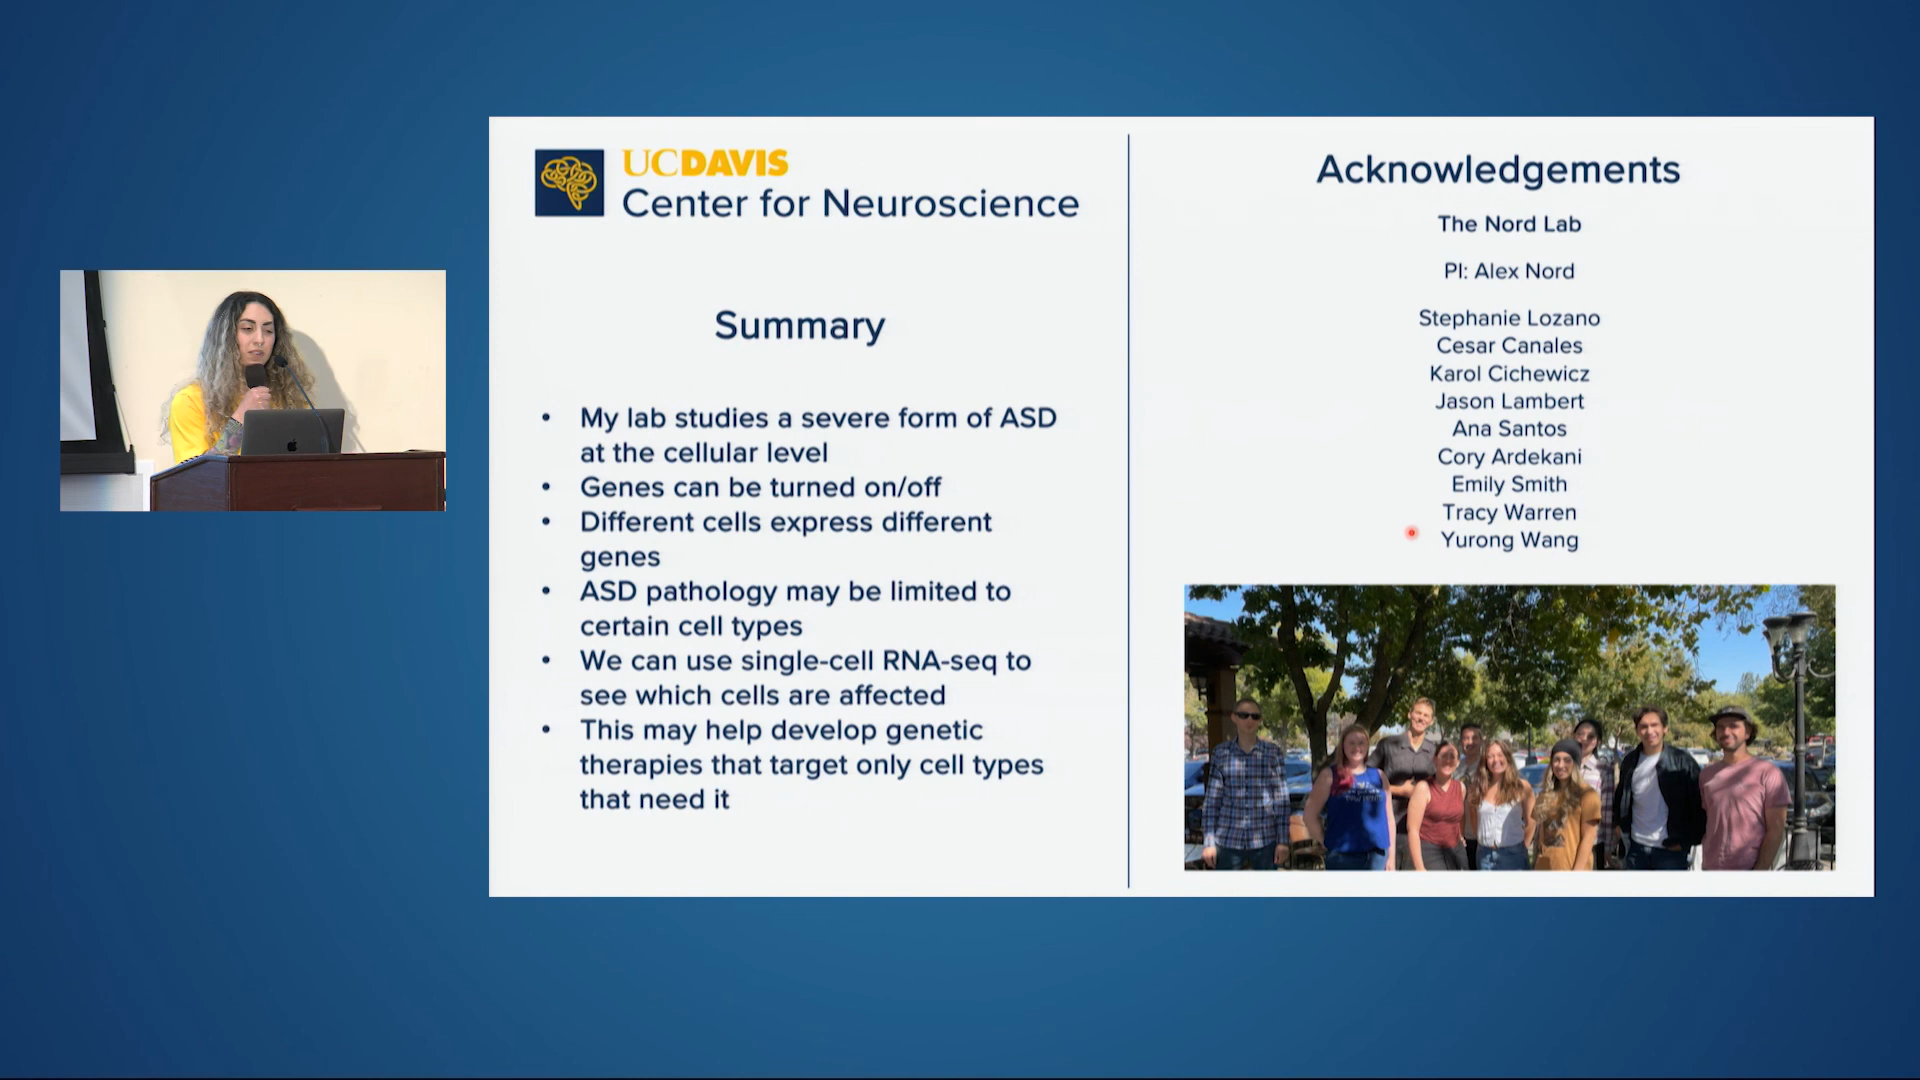 UCDAVIS
Center for Neuroscience
Summary
• My lab studies a severe form of ASD
at the cellular level
• Genes can be turned on/off
• Different cells express different
genes
• ASD pathology may be limited to
certain cell types
• We can use single-cell RNA-seq to
see which cells are affected
• This may help develop genetic
therapies that target only cell types
that need it
Acknowledgements
The Nord Lab
PI: Alex Nord
Stephanie Lozano
Cesar Canales
Karol Cichewicz
Jason Lambert
Ana Santos
Cory Ardekani
Emily Smith
Tracy Warren
Yurong Wang